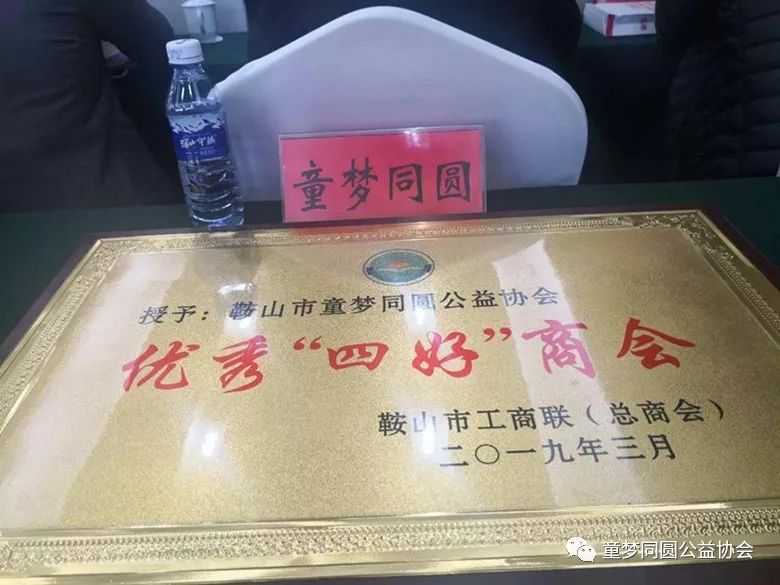 童梦同圆
授予：鞍山市童梦同圆公益协会
优秀“四好”商会
鞍山市工商联（总商会）
二〇一九年三月
童梦同圆公益协会